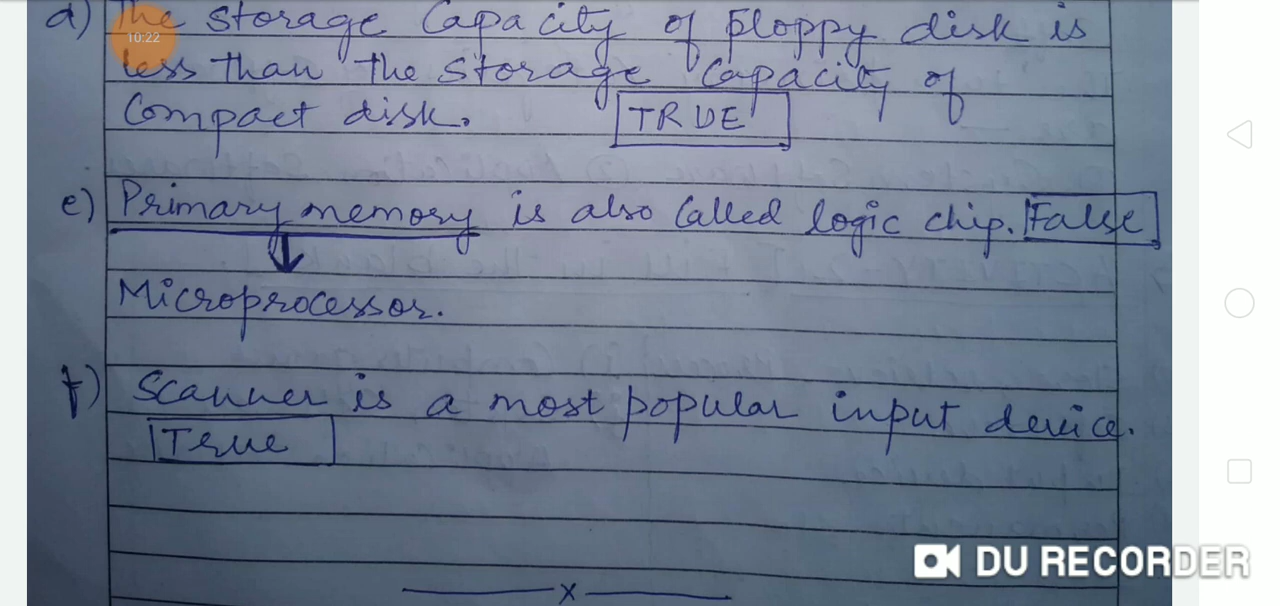 d) The storage Capacity of floppy disk is
10:22
less than the storage capacity of
Compact disk. TRUE
e) Primary memory is also called logic chip. False
Microprocessor.
f) Scanner is a most popular input device.
True
x
DU RECORDER